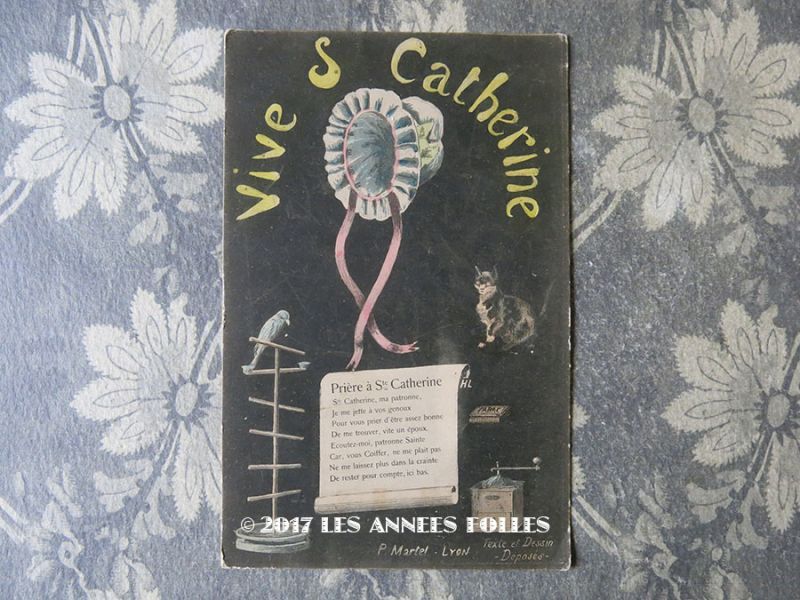 Vive S Catherine
Prière à Ste Catherine
Ste Catherine, ma patronne,
Je me jette à vos genoux
Pour vous prier d'être assez bonne
De me trouver, vite un époux.
Ecoutez-moi, patronne Sainte
Car, vous Coiffer, ne me plait pas
Ne me laissez plus dans la crainte
De rester pour compte, ici bas.
HL
© 2017 LES ANNEES FOLLES
P. Martel - LYON
Texte et Dessin
- Déposés -